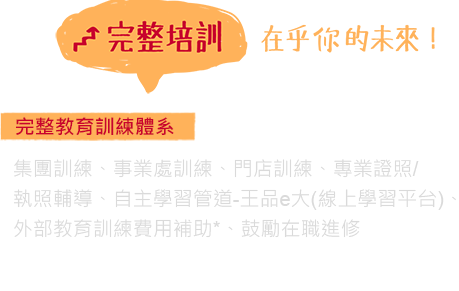 完整培訓 在乎你的未來！
完整教育訓練體系
集團訓練、事業處訓練、門店訓練、專業證照/
執照輔導、自主學習管道-王品e大(線上學習平台)、
外部教育訓練費用補助*、鼓勵在職進修